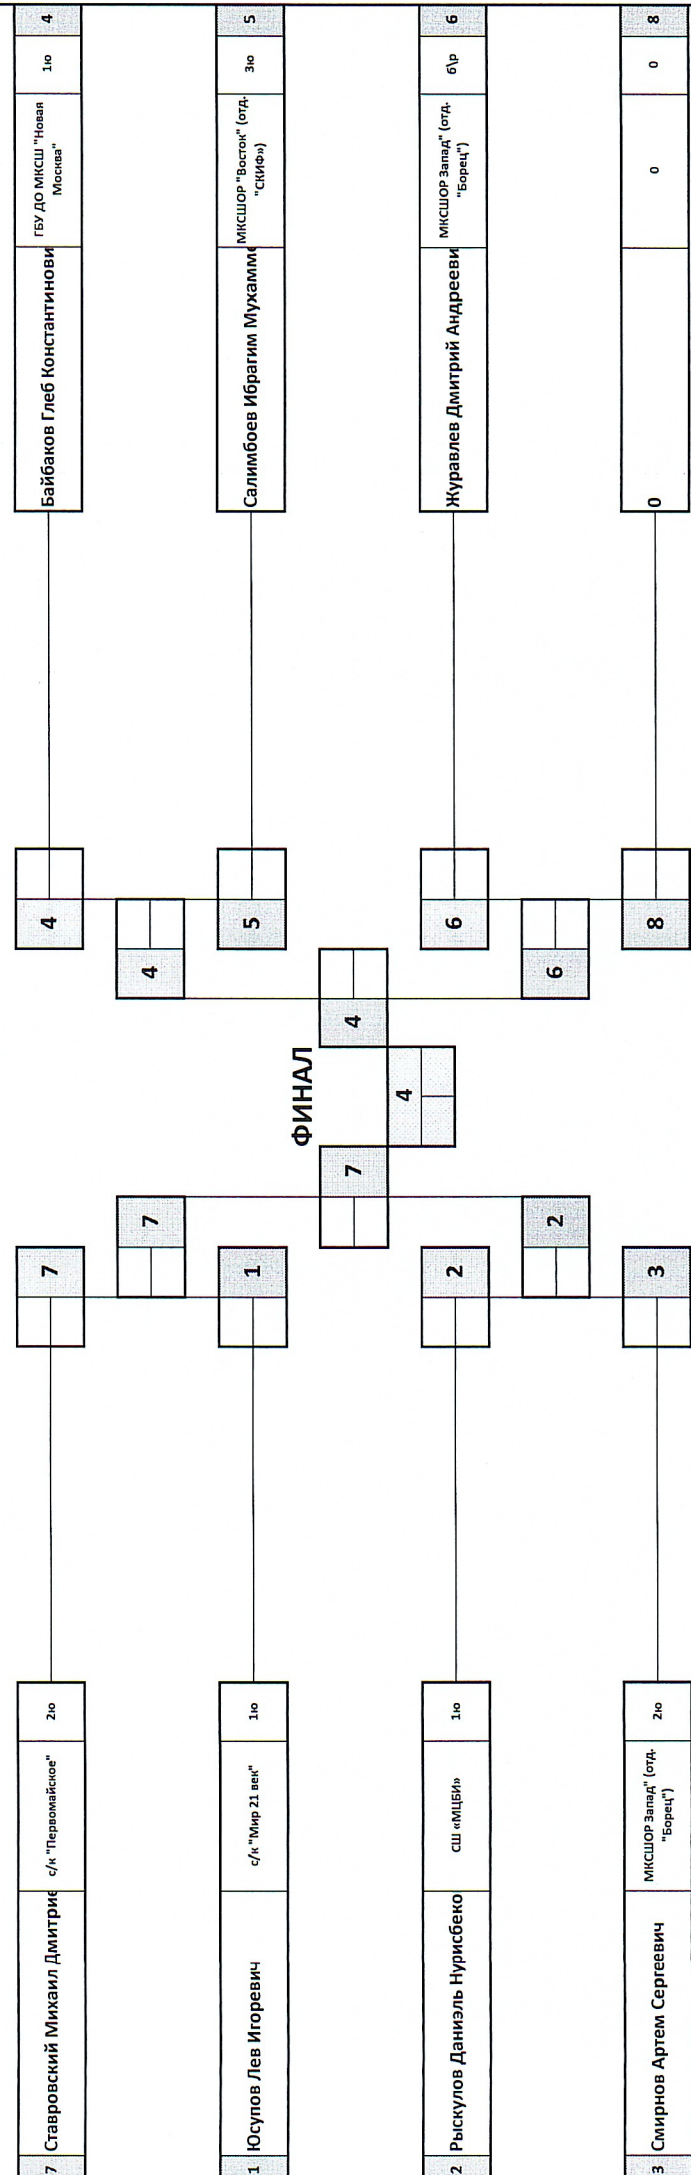 7 Ставровский Михаил Дмитрие с/к "Первомайское" 2ю
1 Юсупов Лев Игоревич с/к "Мир 21 век" 1ю
2 Рыскулов Даниэль Нурисбеко СШ «МЦБИ» 1ю
3 Смирнов Артем Сергеевич МКСШОР Запад" (отд.
"Борец") 2ю
7
1
2
3
7
2
7
ФИНАЛ
4
4
4
6
4
5
6
8
Байбаков Глеб Константинови ГБУ ДО МКСШ "Новая
Москва" 1ю 4
Салимбоев Ибрагим Мухамме МКСШОР "Восток" (отд.
"СКИФ») 3ю 5
Журавлев Дмитрий Андрееви МКСШОР Запад" (отд.
"Борец") б\р 6
0 0 0 8